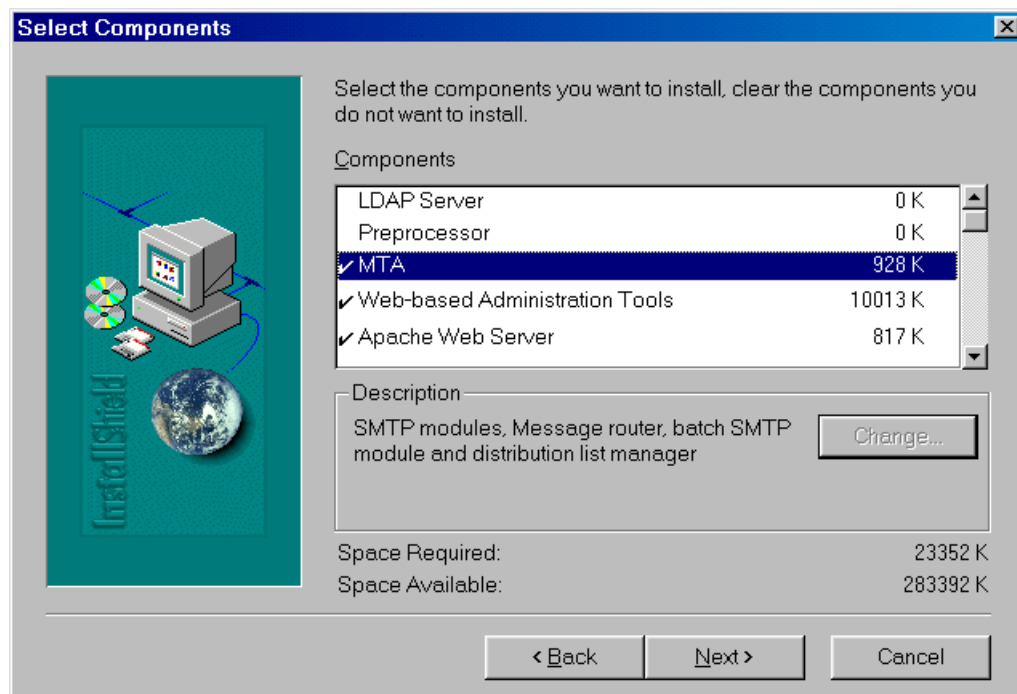 Select Components
Select the components you want to install, clear the components you
do not want to install.
Components
LDAP Server 0 K
Preprocessor 0 K
MTA 928 K
Web-based Administration Tools 10013 K
Apache Web Server 817 K
Description
SMTP modules, Message router, batch SMTP
module and distribution list manager
Change...
InstallShield
Space Required: 23352 K
Space Available: 283392 K
< Back Next > Cancel